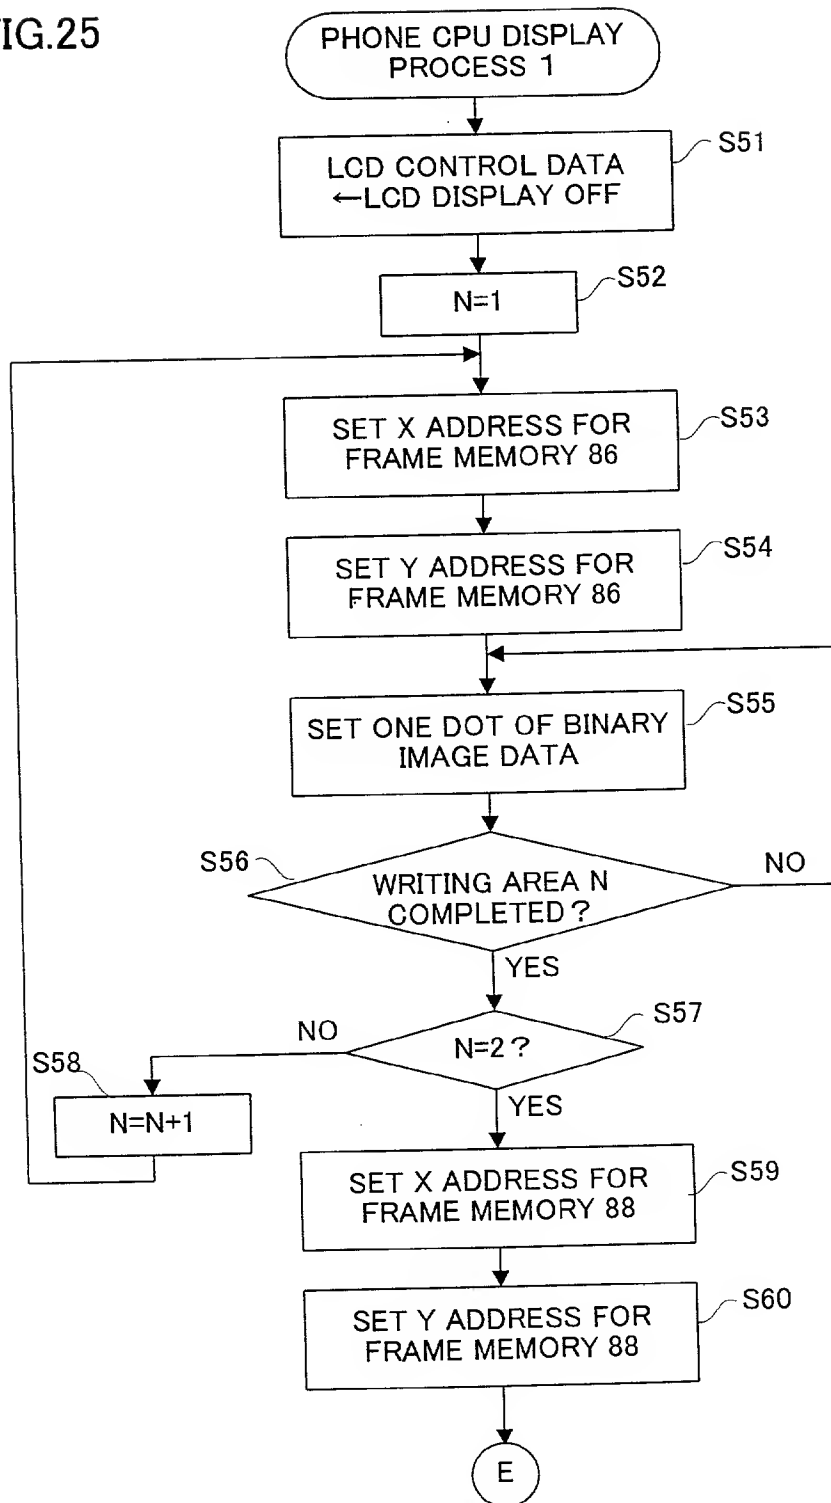 IG.25
PHONE CPU DISPLAY
PROCESS 1
S51
LCD CONTROL DATA
←LCD DISPLAY OFF
S52
N=1
S53
SET X ADDRESS FOR
FRAME MEMORY 86
S54
SET Y ADDRESS FOR
FRAME MEMORY 86
S55
SET ONE DOT OF BINARY
IMAGE DATA
S56
WRITING AREA N
COMPLETED?
NO
YES
S57
N=2?
NO
YES
S58
N=N+1
S59
SET X ADDRESS FOR
FRAME MEMORY 88
S60
SET Y ADDRESS FOR
FRAME MEMORY 88
E